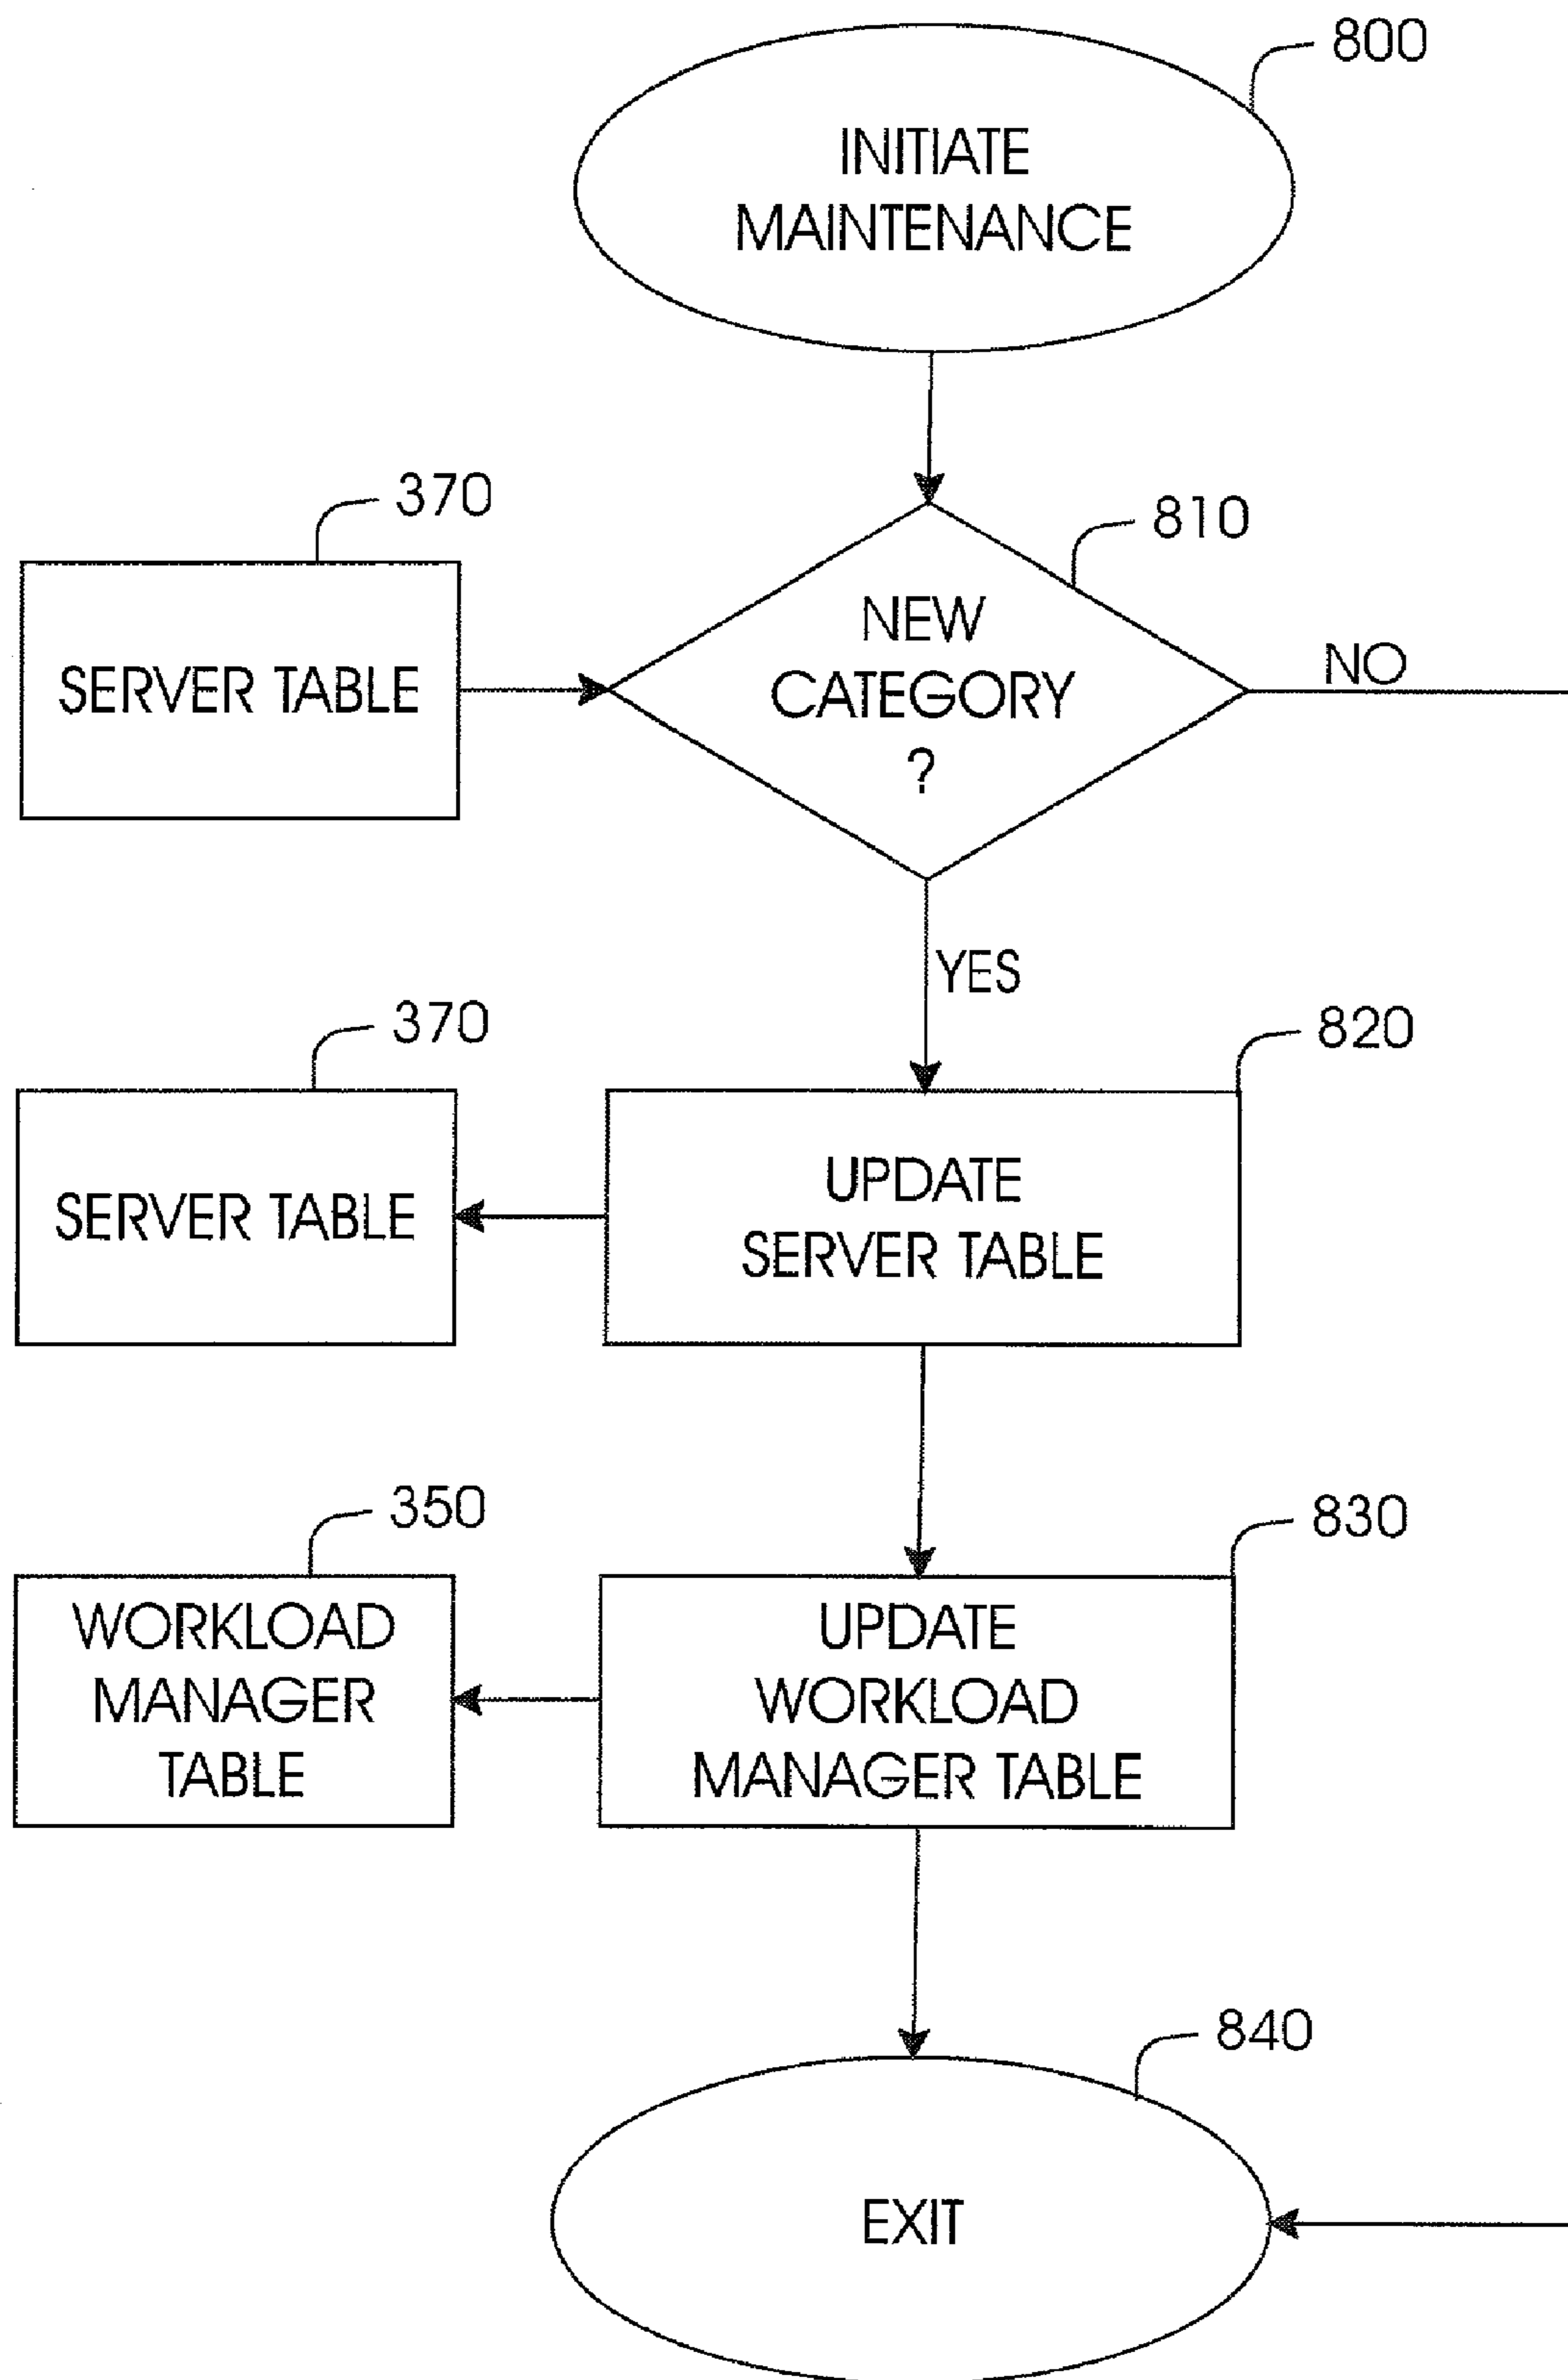 800
INITIATE
MAINTENANCE
370
810
SERVER TABLE
NEW
CATEGORY
?
NO
YES
370
820
SERVER TABLE
UPDATE
SERVER TABLE
350
830
WORKLOAD
MANAGER
TABLE
UPDATE
WORKLOAD
MANAGER TABLE
840
EXIT